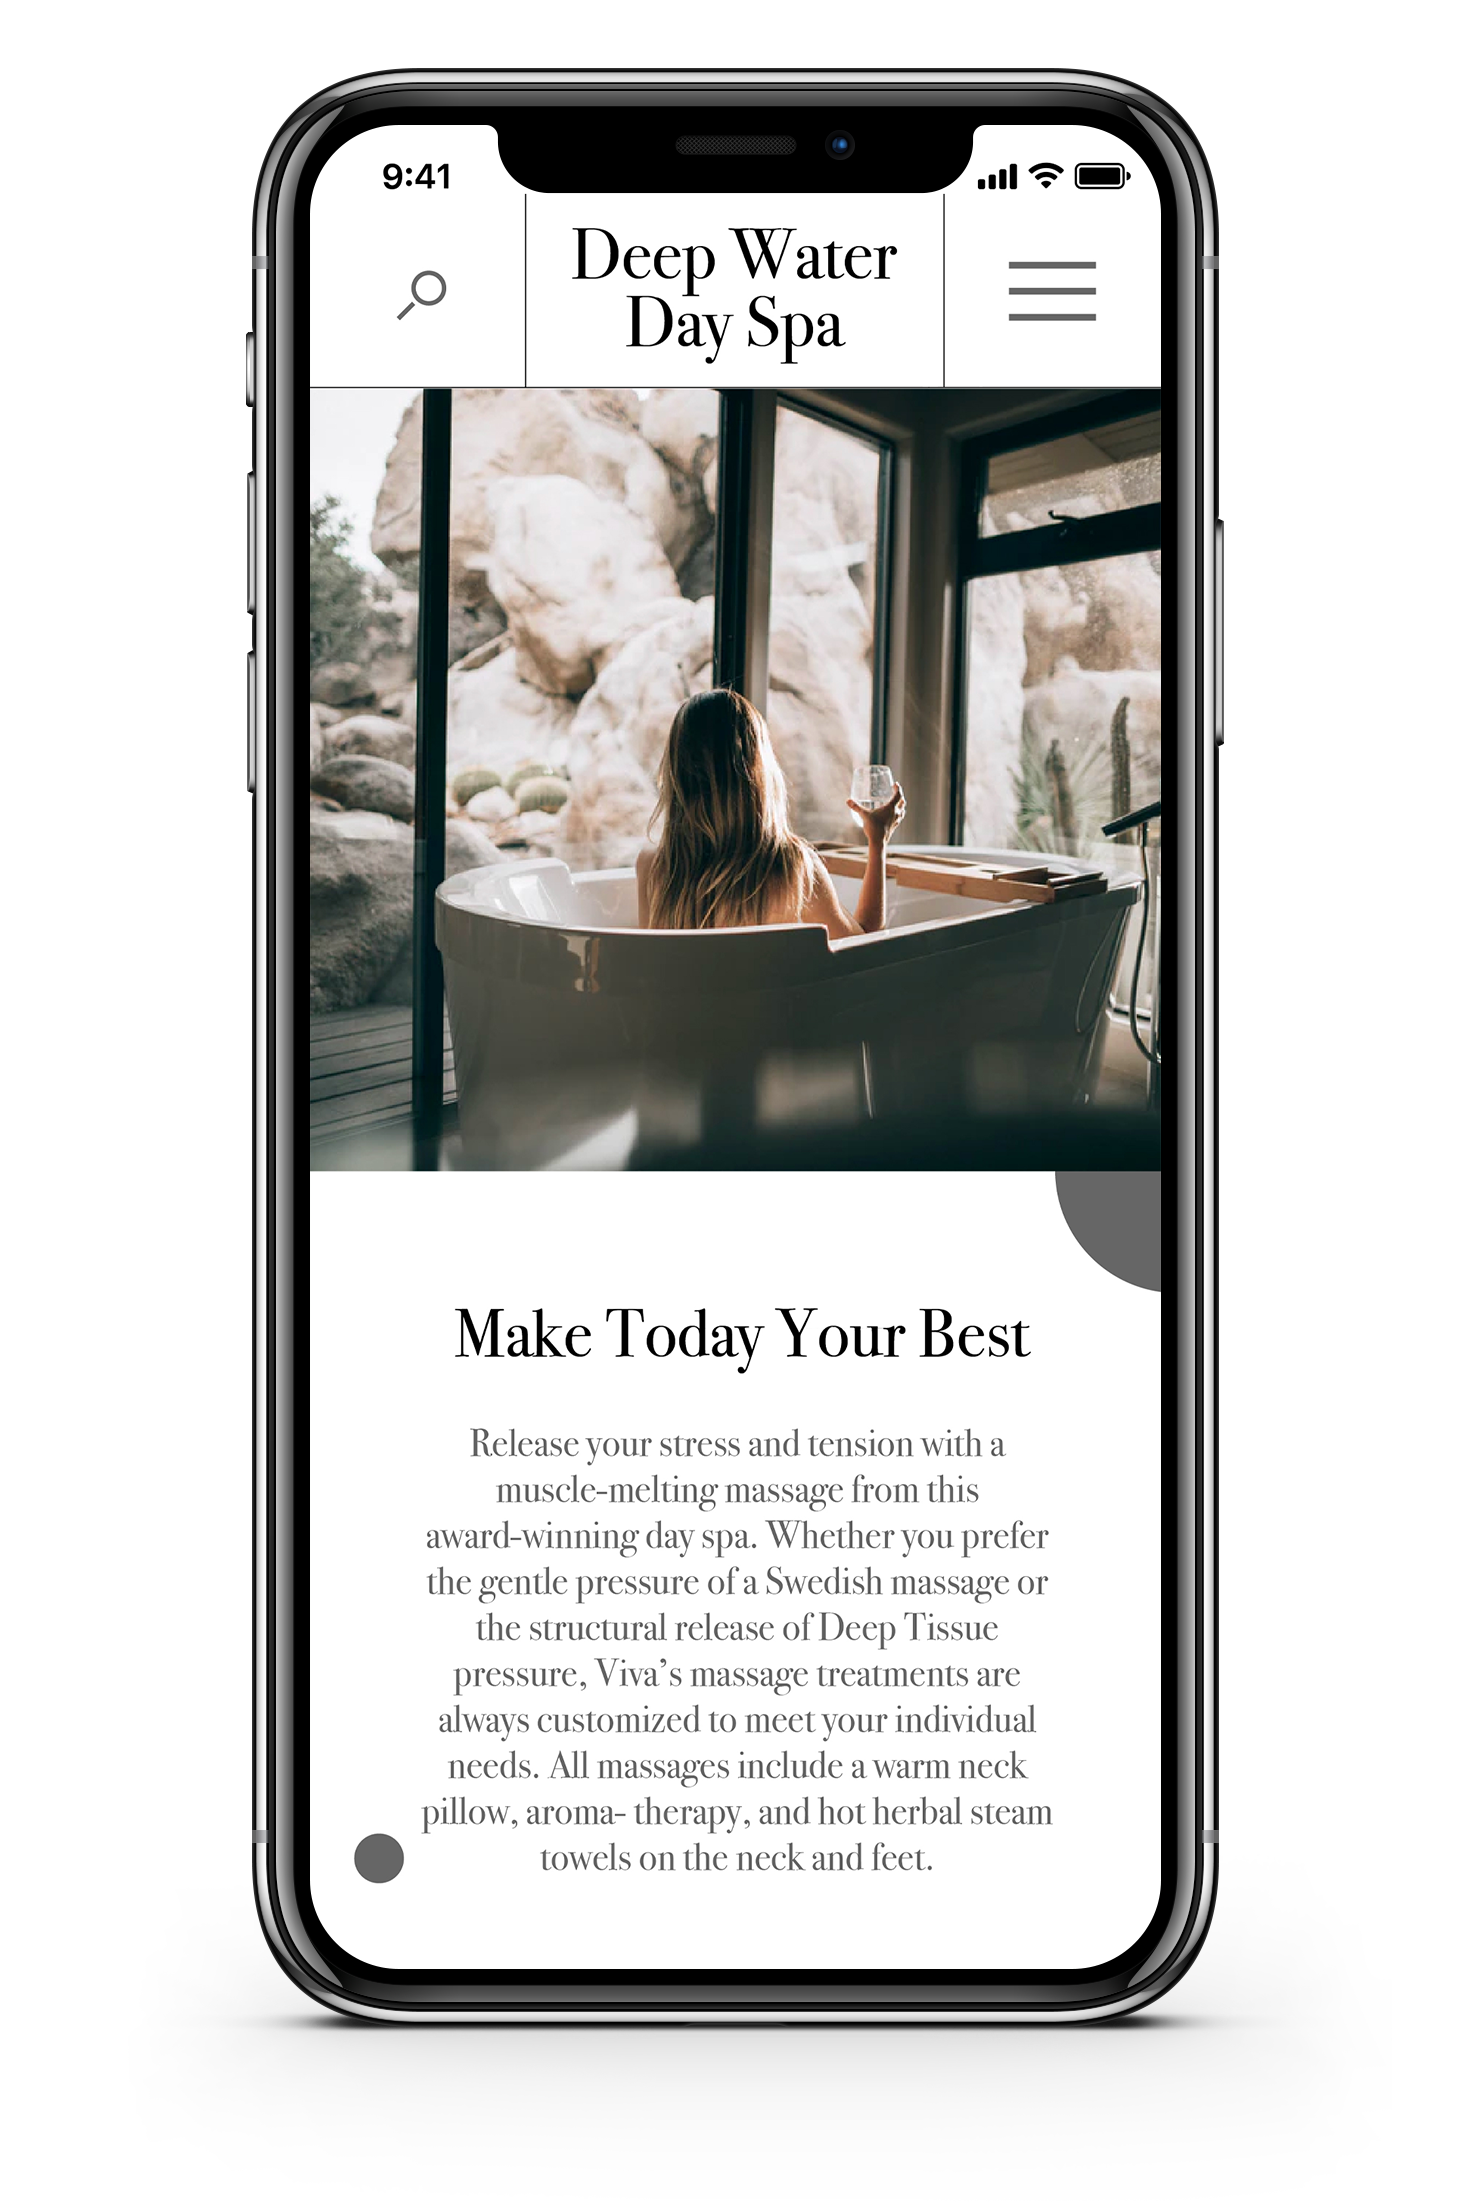 9:41
Deep Water
Day Spa
Make Today Your Best
Release your stress and tension with a
muscle-melting massage from this
award-winning day spa. Whether you prefer
the gentle pressure of a Swedish massage or
the structural release of Deep Tissue
pressure, Viva’s massage treatments are
always customized to meet your individual
needs. All massages include a warm neck
pillow, aroma- therapy, and hot herbal steam
towels on the neck and feet.